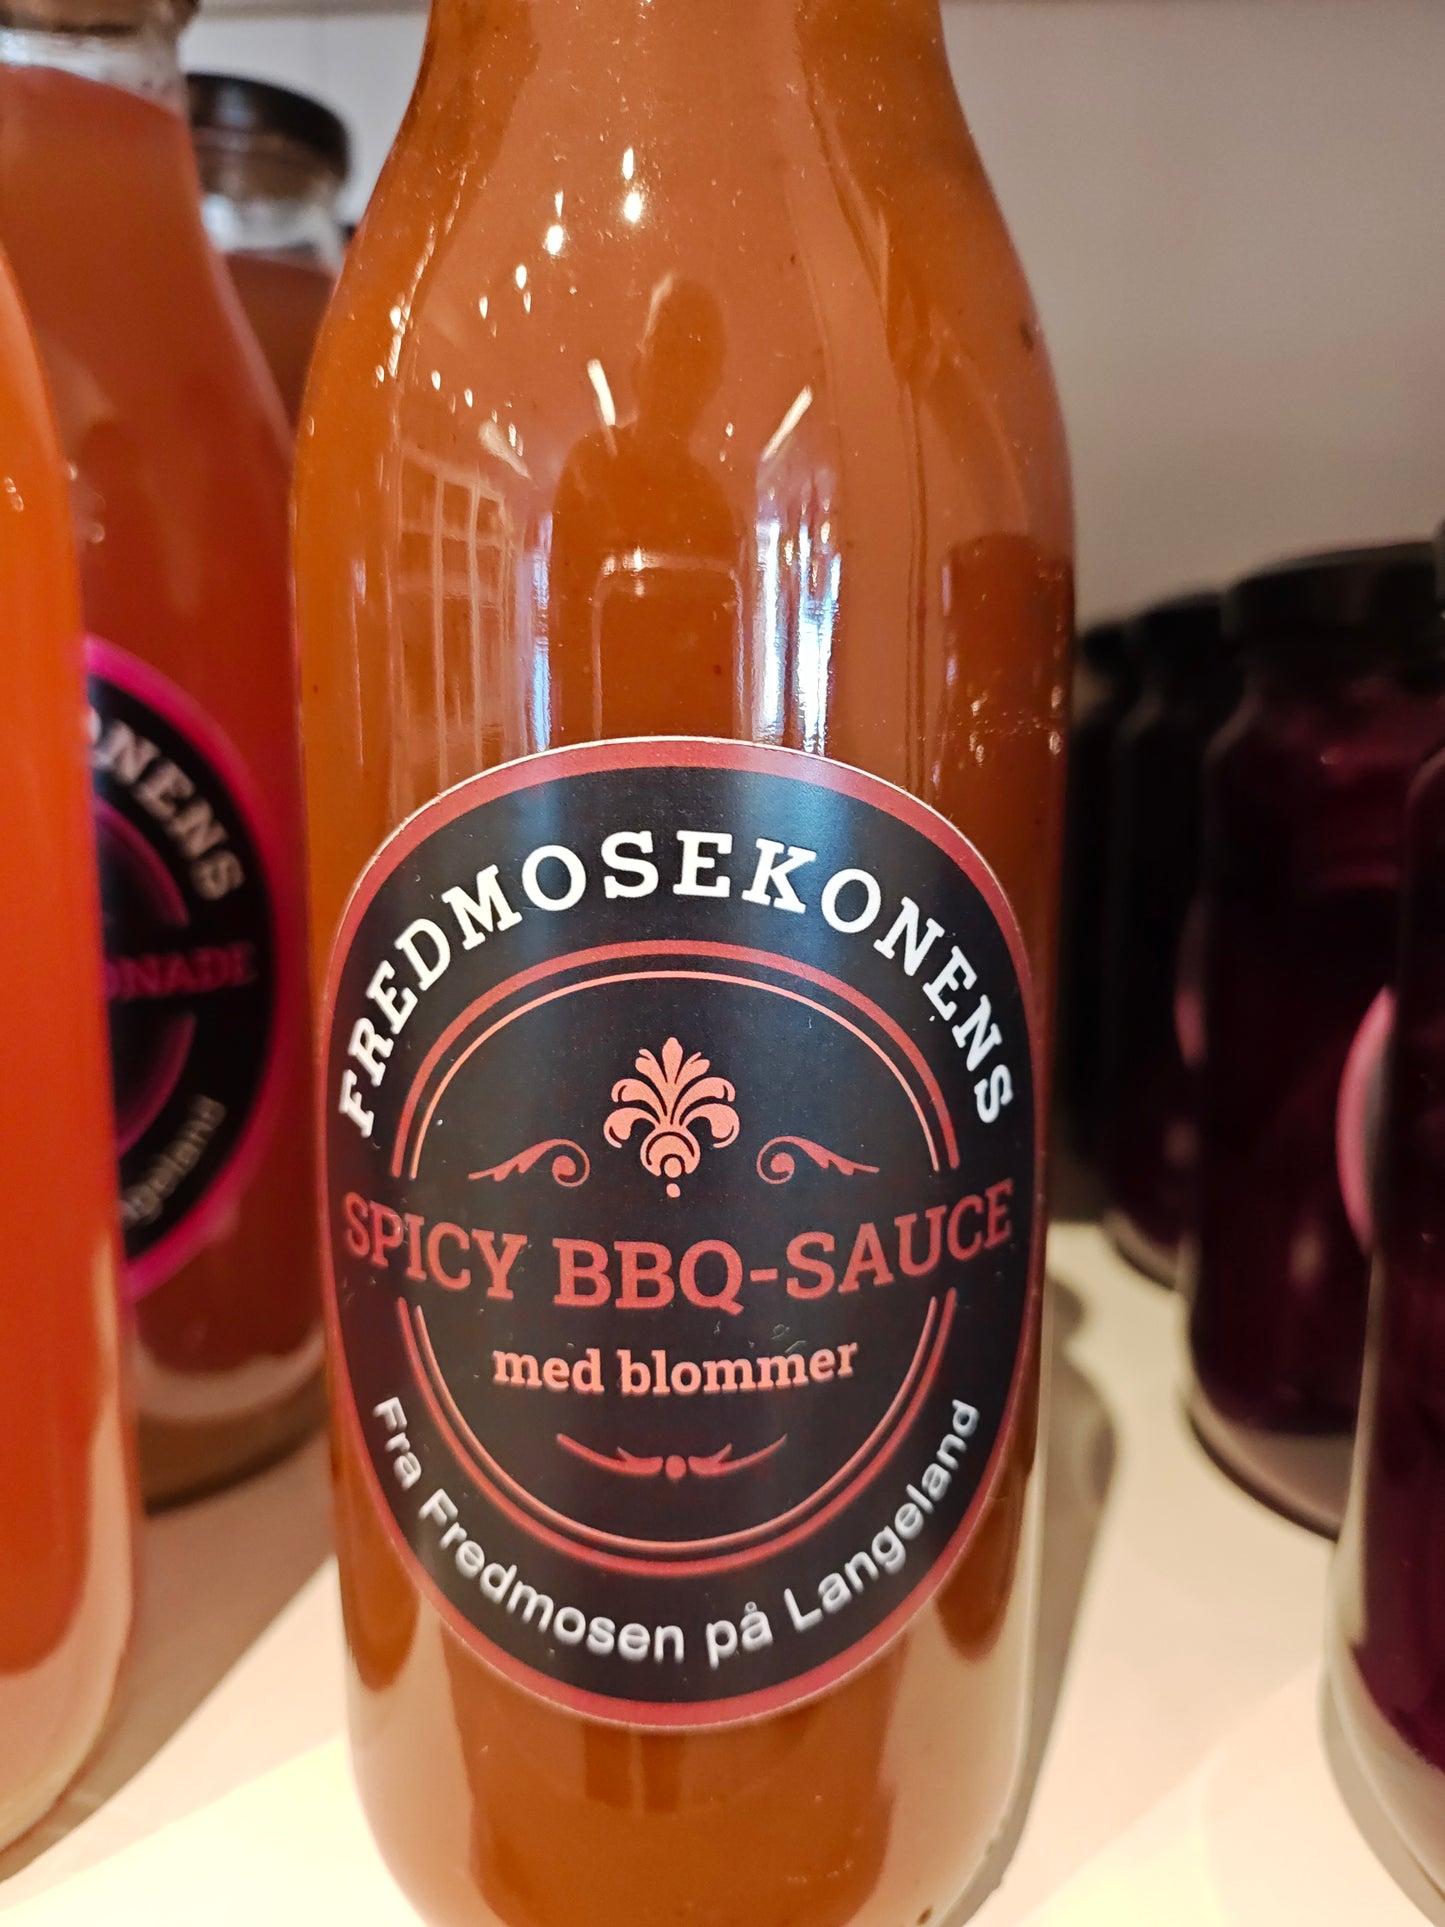 FREDMOSEKONENS
SPICY BBQ-SAUCE
med blommer
Fra Fredmosen på Langeland